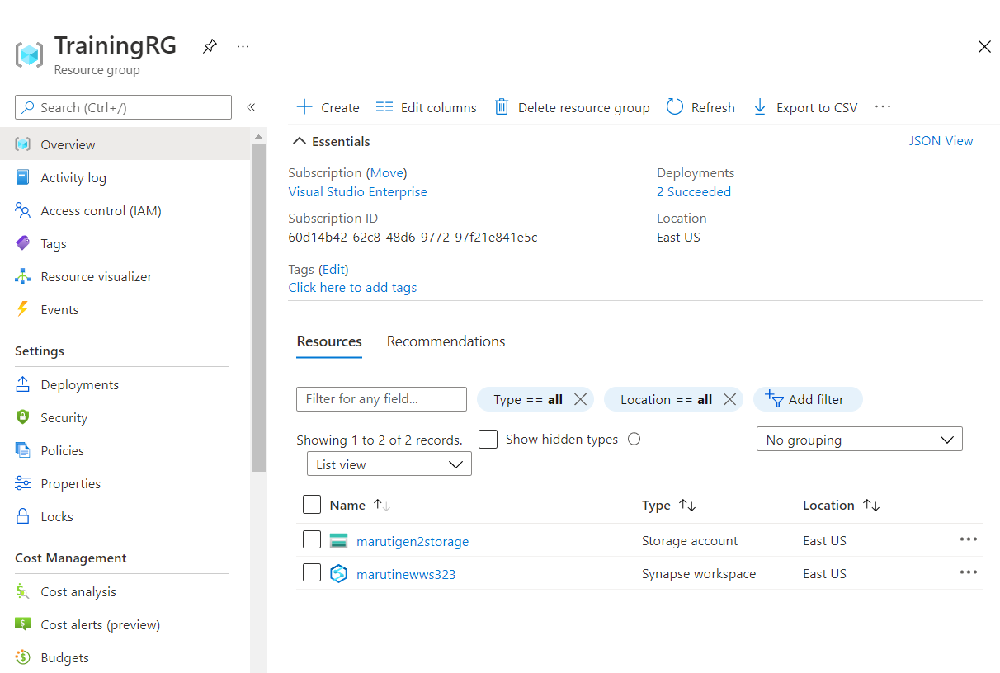 TrainingRG
...
Resource group
Search (Ctrl+/)
«
Overview
Activity log
Access control (IAM)
Tags
Resource visualizer
Events
Settings
Deployments
Security
Policies
Properties
Locks
Cost Management
Cost analysis
Cost alerts (preview)
Budgets
Create
Edit columns
Delete resource group
Refresh
Export to CSV
...
Essentials
JSON View
Subscription (Move)
Visual Studio Enterprise
Subscription ID
60d14b42-62c8-48d6-9772-97f21e841e5c
Tags (Edit)
Click here to add tags
Deployments
2 Succeeded
Location
East US
Resources Recommendations
Filter for any field...
Type == all
Location == all
Add filter
Showing 1 to 2 of 2 records.
Show hidden types
No grouping
List view
Name Type Location
marutigen2storage Storage account East US ...
marutinewws323 Synapse workspace East US ...